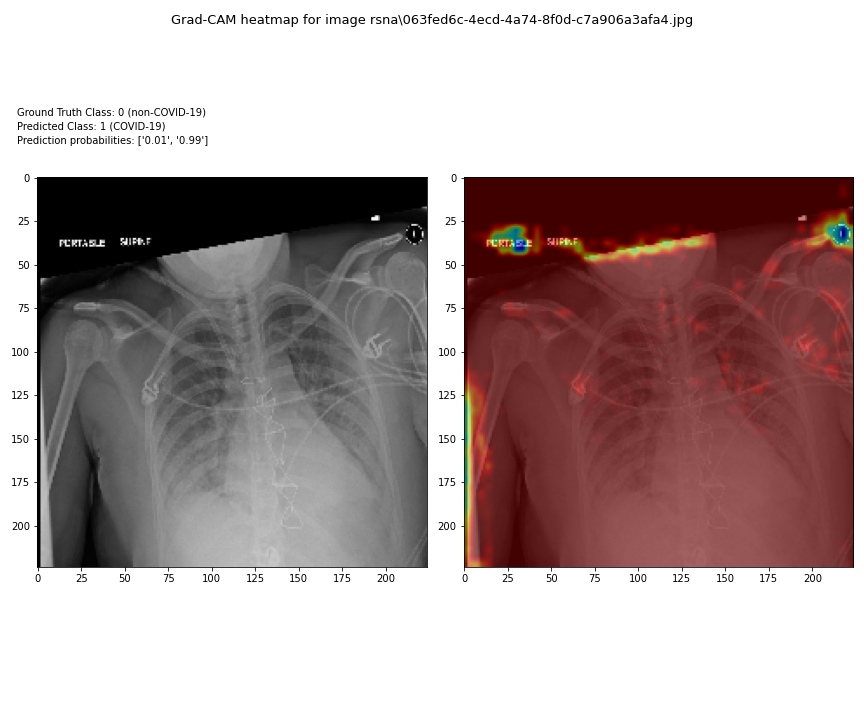 Grad-CAM heatmap for image rsna\063fed6c-4ecd-4a74-8f0d-c7a906a3afa4.jpg
Ground Truth Class: 0 (non-COVID-19)
Predicted Class: 1 (COVID-19)
Prediction probabilities: ['0.01', '0.99']
0
25
50
75
100
125
150
175
200
0 25 50 75 100 125 150 175 200
PORTABLE SUPINE
0
25
50
75
100
125
150
175
200
0 25 50 75 100 125 150 175 200
PORTABLE SUPINE